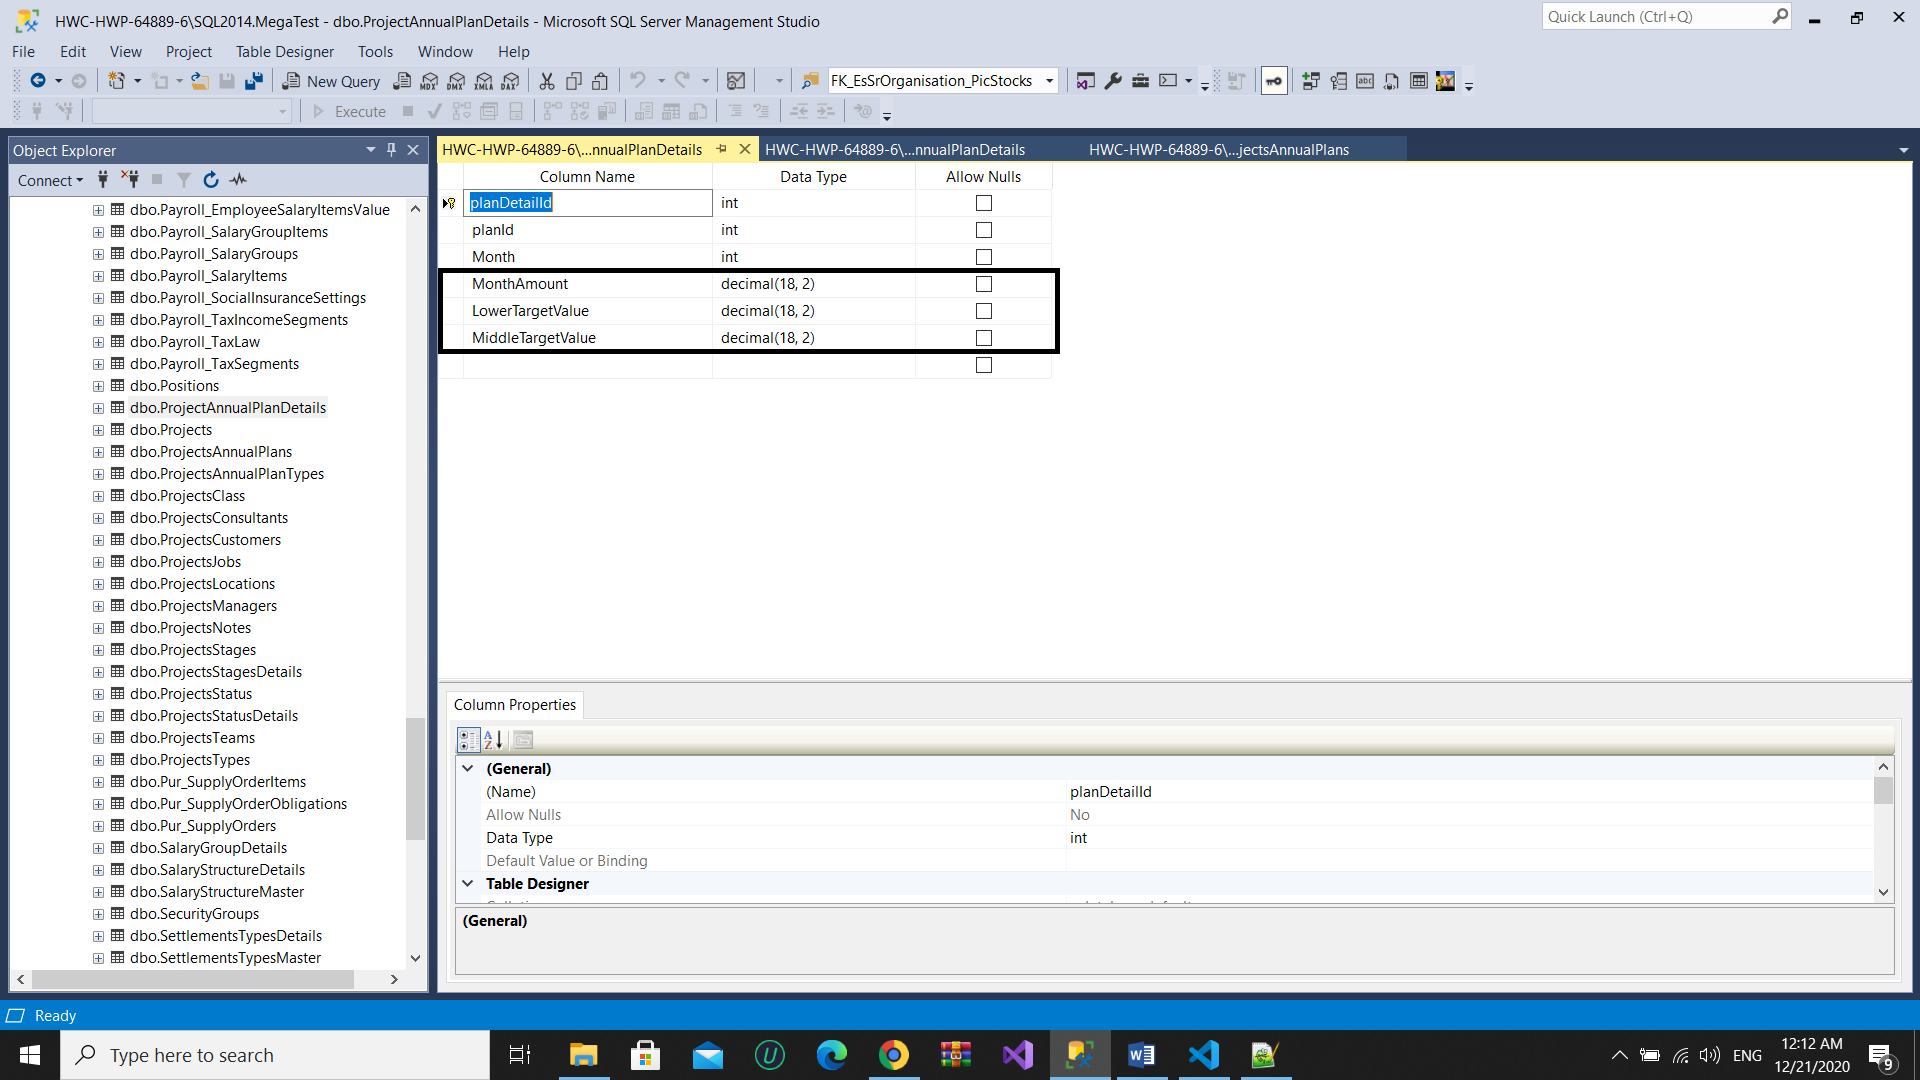 HWC-HWP-64889-6\SQL2014.MegaTest - dbo.ProjectAnnualPlanDetails - Microsoft SQL Server Management Studio
Quick Launch (Ctrl+Q)
File Edit View Project Table Designer Tools Window Help
New Query MDX DMX XMLA DAX FK_EsSrOrganisation_PicStocks
Execute
Object Explorer
Connect
dbo.Payroll_EmployeeSalaryItemsValue
dbo.Payroll_SalaryGroupItems
dbo.Payroll_SalaryGroups
dbo.Payroll_SalaryItems
dbo.Payroll_SocialInsuranceSettings
dbo.Payroll_TaxIncomeSegments
dbo.Payroll_TaxLaw
dbo.Payroll_TaxSegments
dbo.Positions
dbo.ProjectAnnualPlanDetails
dbo.Projects
dbo.ProjectsAnnualPlans
dbo.ProjectsAnnualPlanTypes
dbo.ProjectsClass
dbo.ProjectsConsultants
dbo.ProjectsCustomers
dbo.ProjectsJobs
dbo.ProjectsLocations
dbo.ProjectsManagers
dbo.ProjectsNotes
dbo.ProjectsStages
dbo.ProjectsStagesDetails
dbo.ProjectsStatus
dbo.ProjectsStatusDetails
dbo.ProjectsTeams
dbo.ProjectsTypes
dbo.Pur_SupplyOrderItems
dbo.Pur_SupplyOrderObligations
dbo.Pur_SupplyOrders
dbo.SalaryGroupDetails
dbo.SalaryStructureDetails
dbo.SalaryStructureMaster
dbo.SecurityGroups
dbo.SettlementsTypesDetails
dbo.SettlementsTypesMaster
HWC-HWP-64889-6\...nnualPlanDetails HWC-HWP-64889-6\...nnualPlanDetails HWC-HWP-64889-6\...jectsAnnualPlans
Column Name Data Type Allow Nulls
planDetailId int
planId int
Month int
MonthAmount decimal(18, 2)
LowerTargetValue decimal(18, 2)
MiddleTargetValue decimal(18, 2)
Column Properties
(General)
(Name) planDetailId
Allow Nulls No
Data Type int
Default Value or Binding
Table Designer
(General)
Ready
Type here to search
ENG
12:12 AM
12/21/2020
9